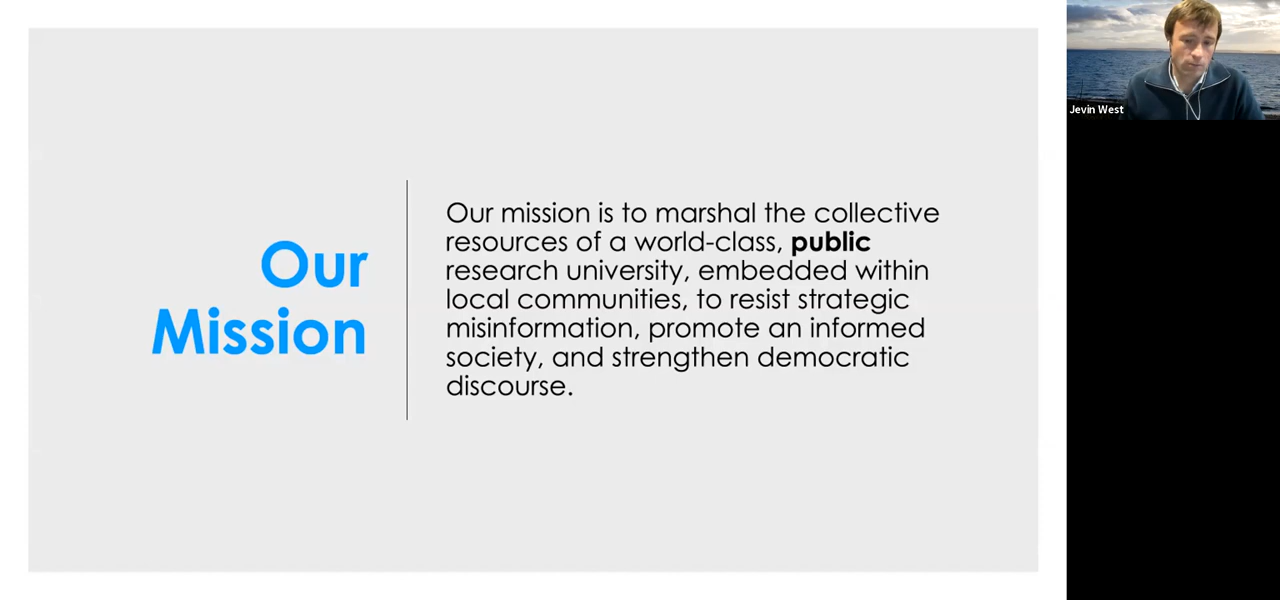 Our
Mission
Our mission is to marshal the collective
resources of a world-class, public
research university, embedded within
local communities, to resist strategic
misinformation, promote an informed
society, and strengthen democratic
discourse.
Jevin West